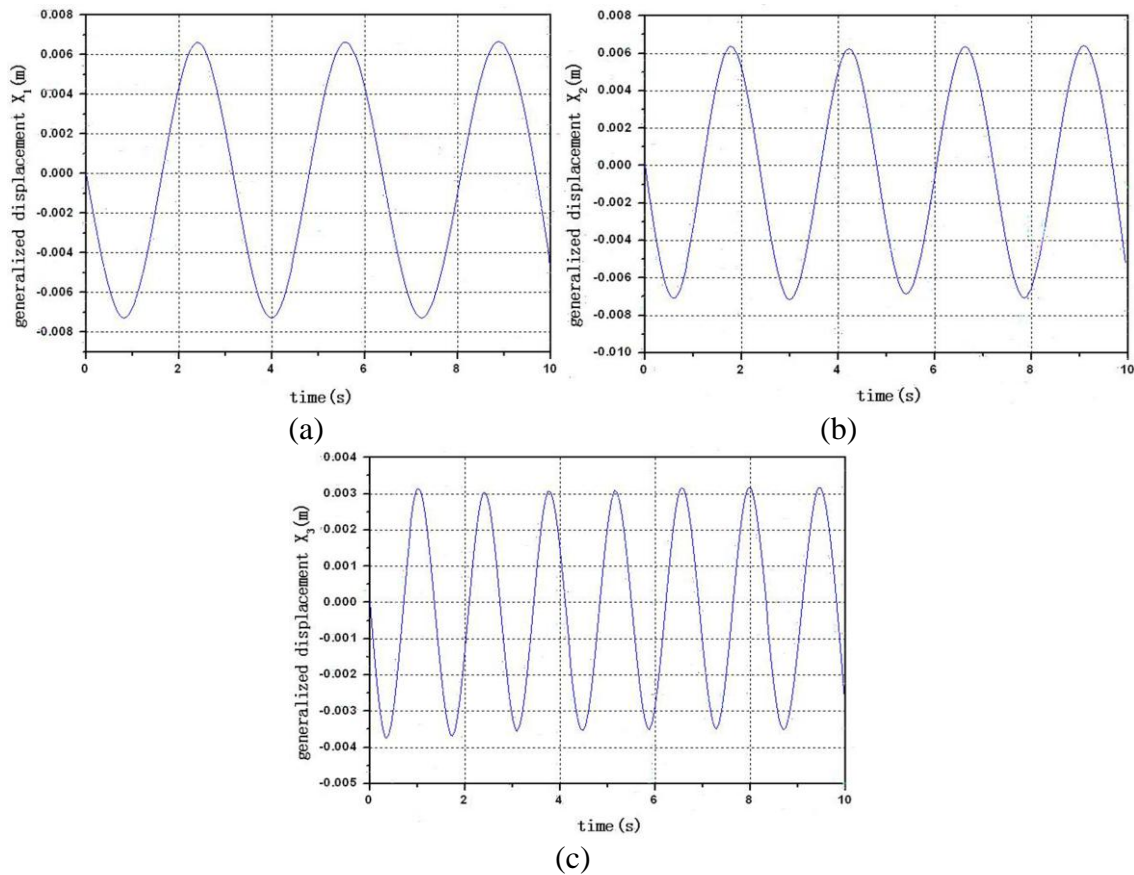 generalized displacement X1(m)
0.008
0.006
0.004
0.002
0.000
-0.002
-0.004
-0.006
-0.008
0 2 4 6 8 10
time(s)
(a)
generalized displacement X2(m)
0.008
0.006
0.004
0.002
0.000
-0.002
-0.004
-0.006
-0.008
-0.010
0 2 4 6 8 10
time(s)
(b)
generalized displacement X3(m)
0.004
0.003
0.002
0.001
0.000
-0.001
-0.002
-0.003
-0.004
-0.005
0 2 4 6 8 10
time(s)
(c)